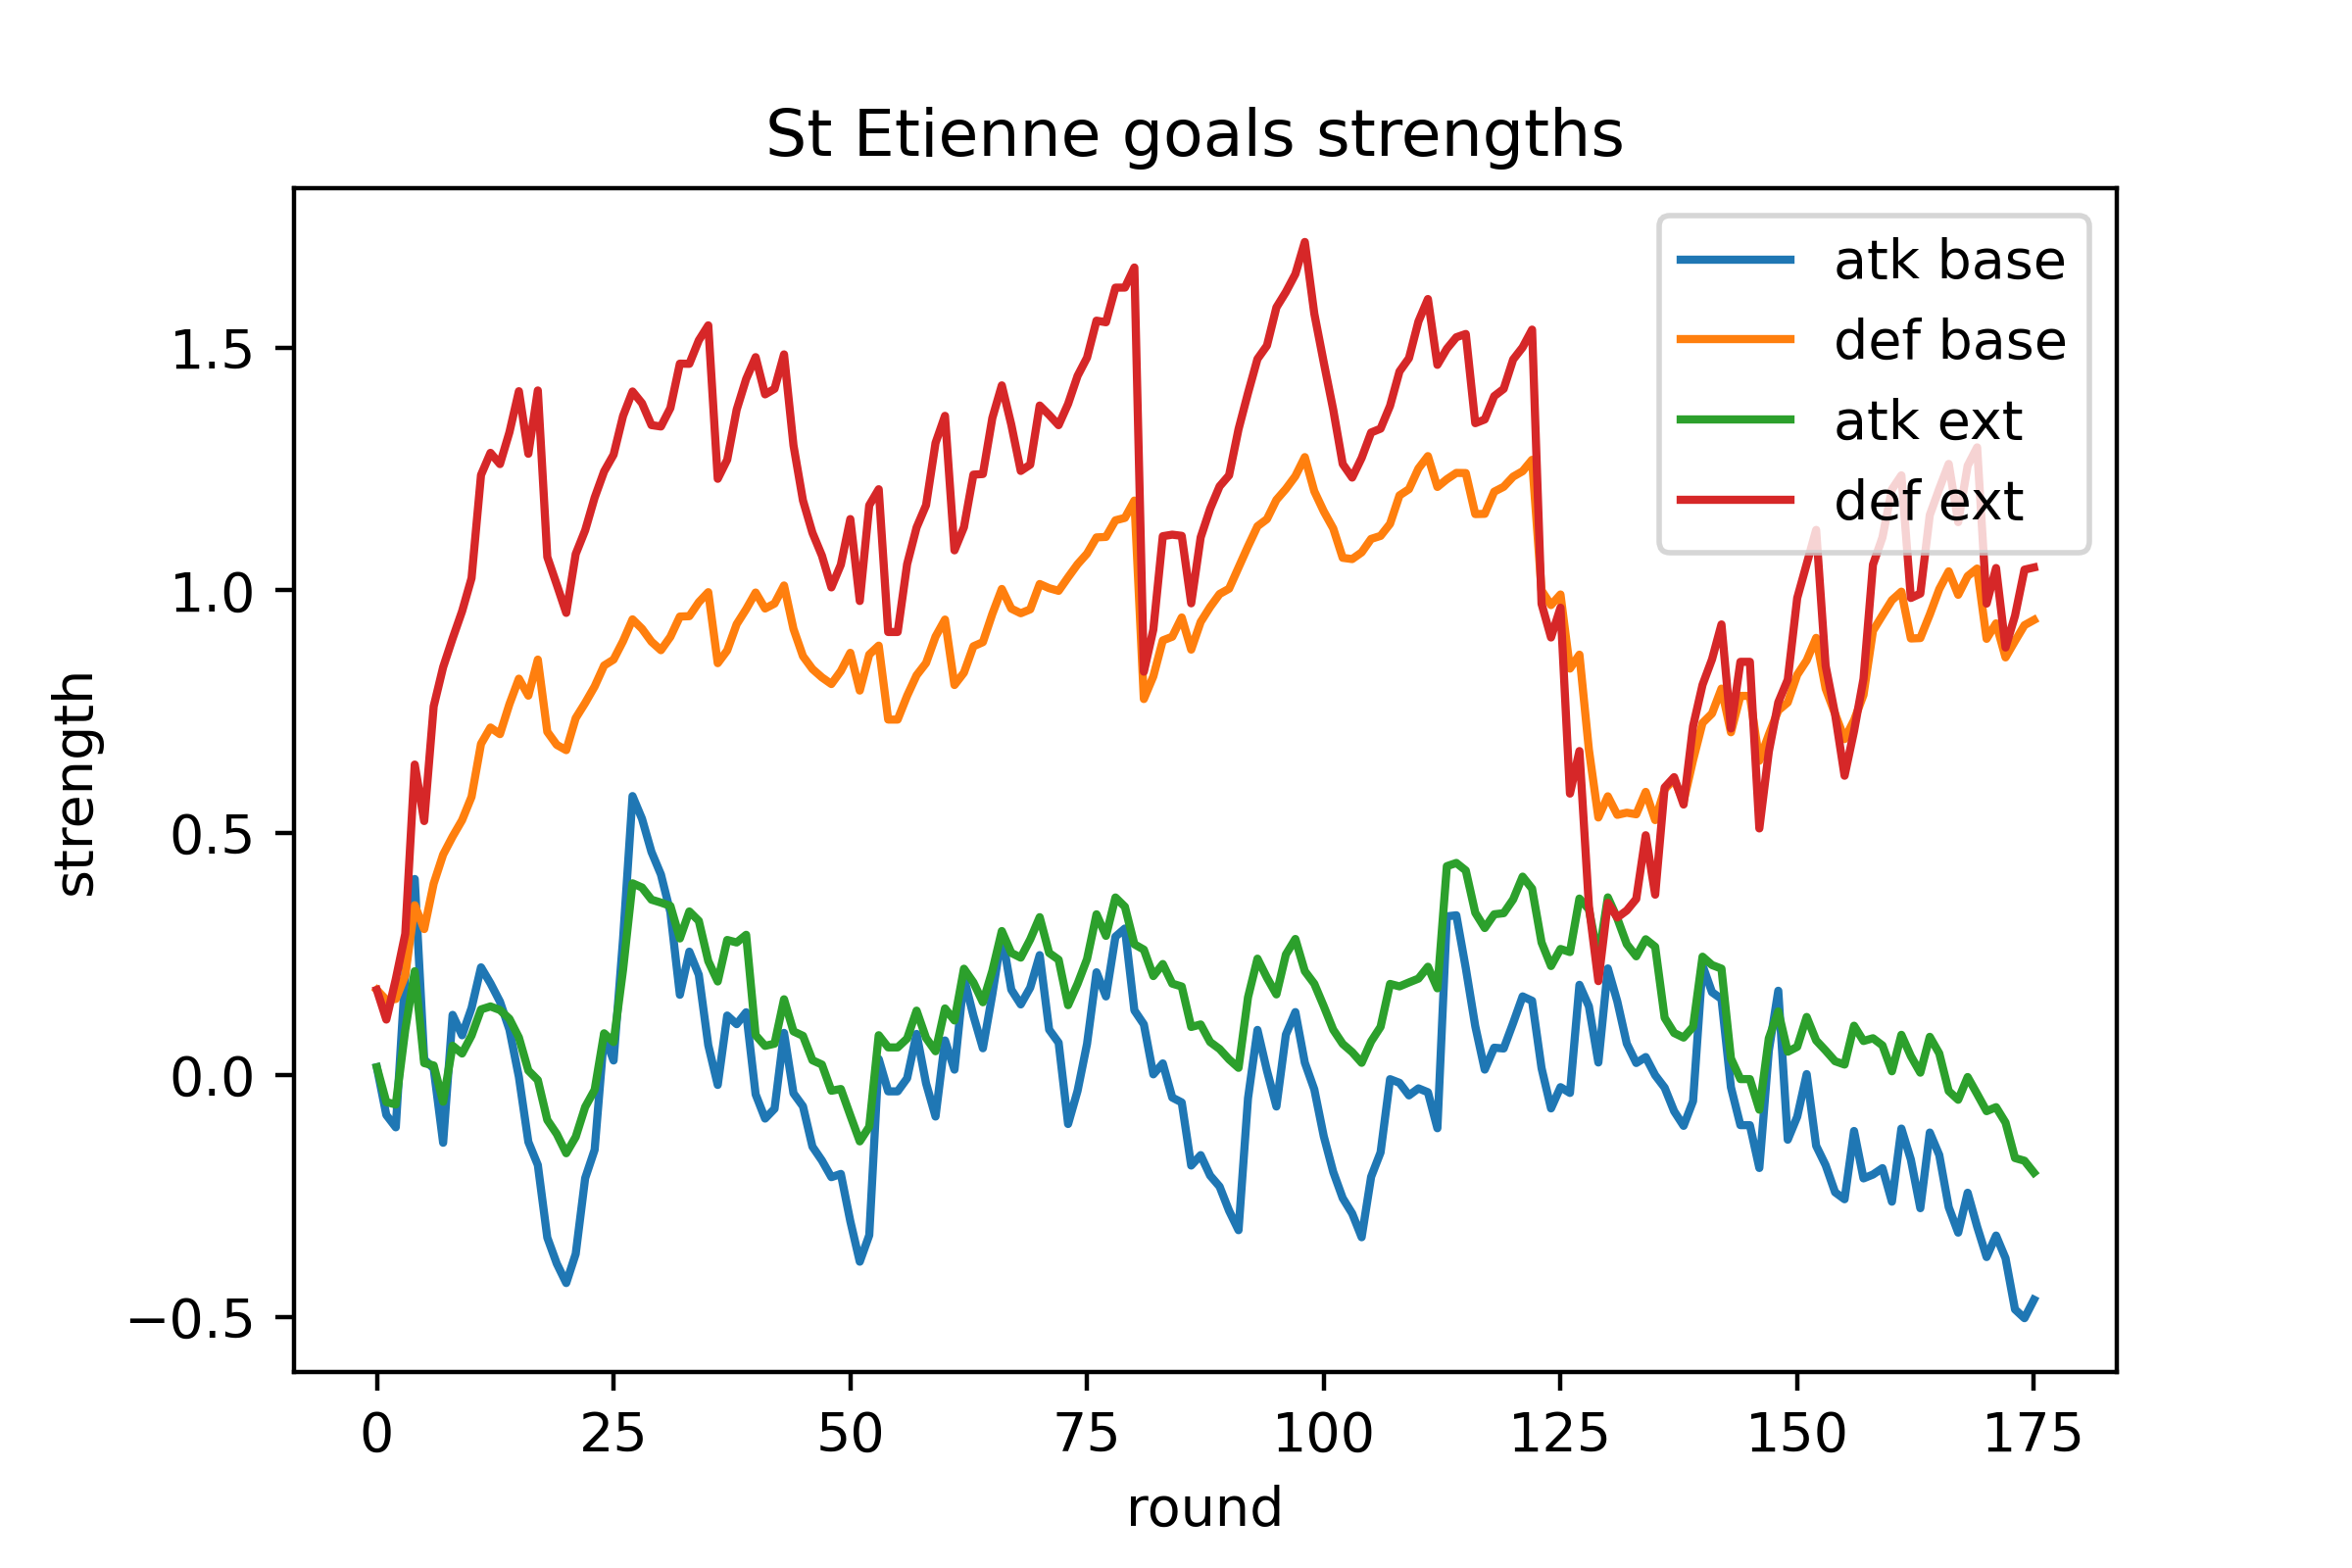 St Etienne goals strengths
atk base
def base
atk ext
def ext
1.5
1.0
0.5
0.0
−0.5
strength
0 25 50 75 100 125 150 175
round